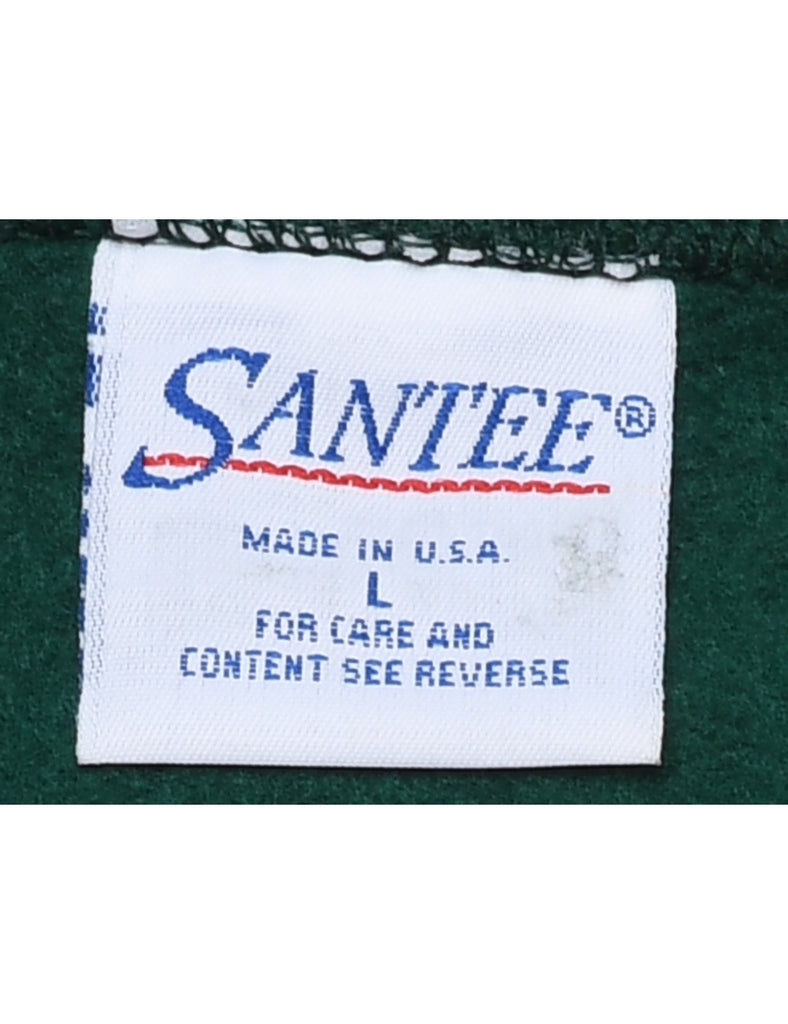 SANTEE®
MADE IN U.S.A.
L
FOR CARE AND
CONTENT SEE REVERSE